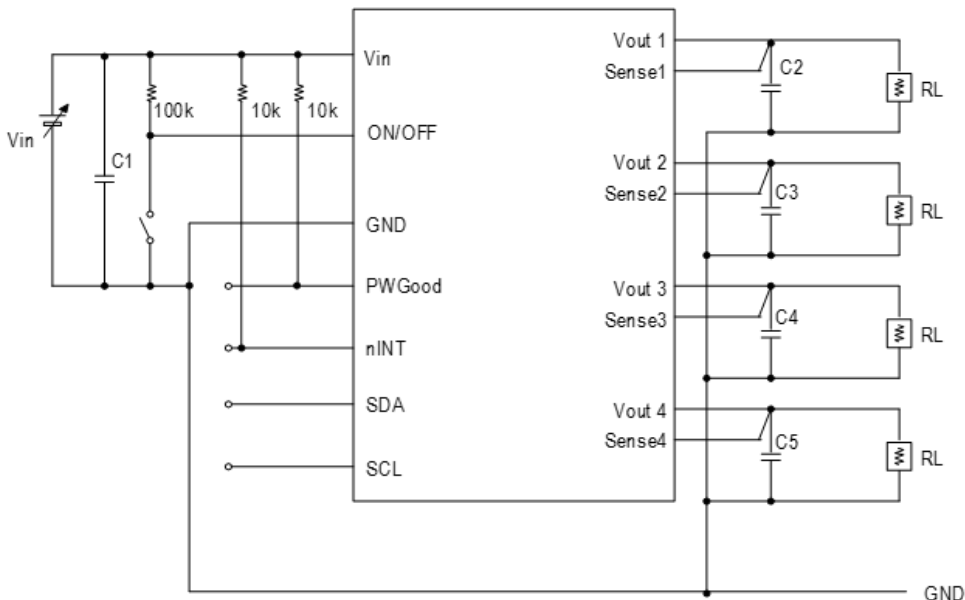 Vin
C1
100k
10k
10k
Vin
ON/OFF
GND
PWGood
nINT
SDA
SCL
Vout 1
Sense1
C2
RL
Vout 2
Sense2
C3
RL
Vout 3
Sense3
C4
RL
Vout 4
Sense4
C5
RL
GND